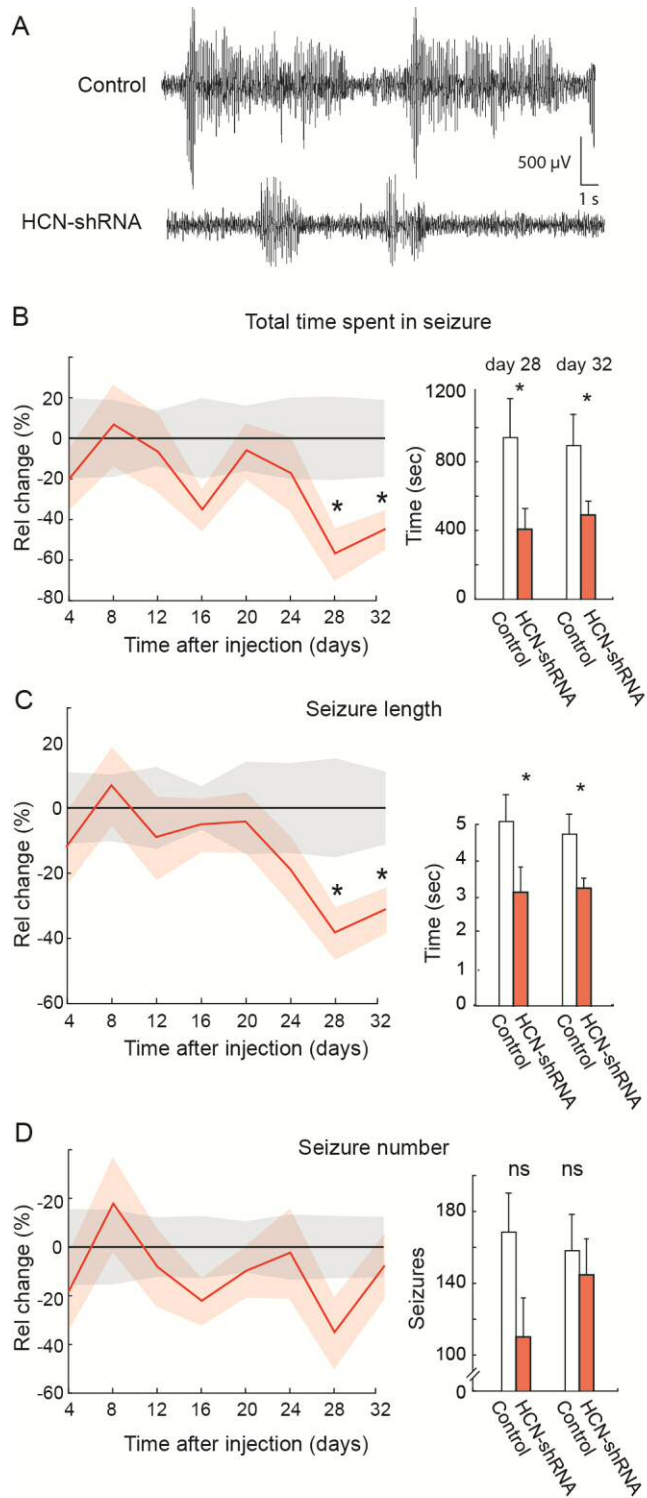 A
Control
500 µV
1 s
HCN-shRNA
B
Total time spent in seizure
Rel change (%)
20
0
-20
-40
-60
-80
* *
4 8 12 16 20 24 28 32
Time after injection (days)
day 28 day 32
* *
Time (sec)
1200
800
400
0
Control
HCN-shRNA
Control
HCN-shRNA
C
Seizure length
Rel change (%)
20
0
-20
-40
-60
* *
4 8 12 16 20 24 28 32
Time after injection (days)
* *
Time (sec)
5
4
3
2
1
0
Control
HCN-shRNA
Control
HCN-shRNA
D
Seizure number
Rel change (%)
-20
0
-20
-40
-60
4 8 12 16 20 24 28 32
Time after injection (days)
ns ns
Seizures
180
140
100
0
Control
HCN-shRNA
Control
HCN-shRNA